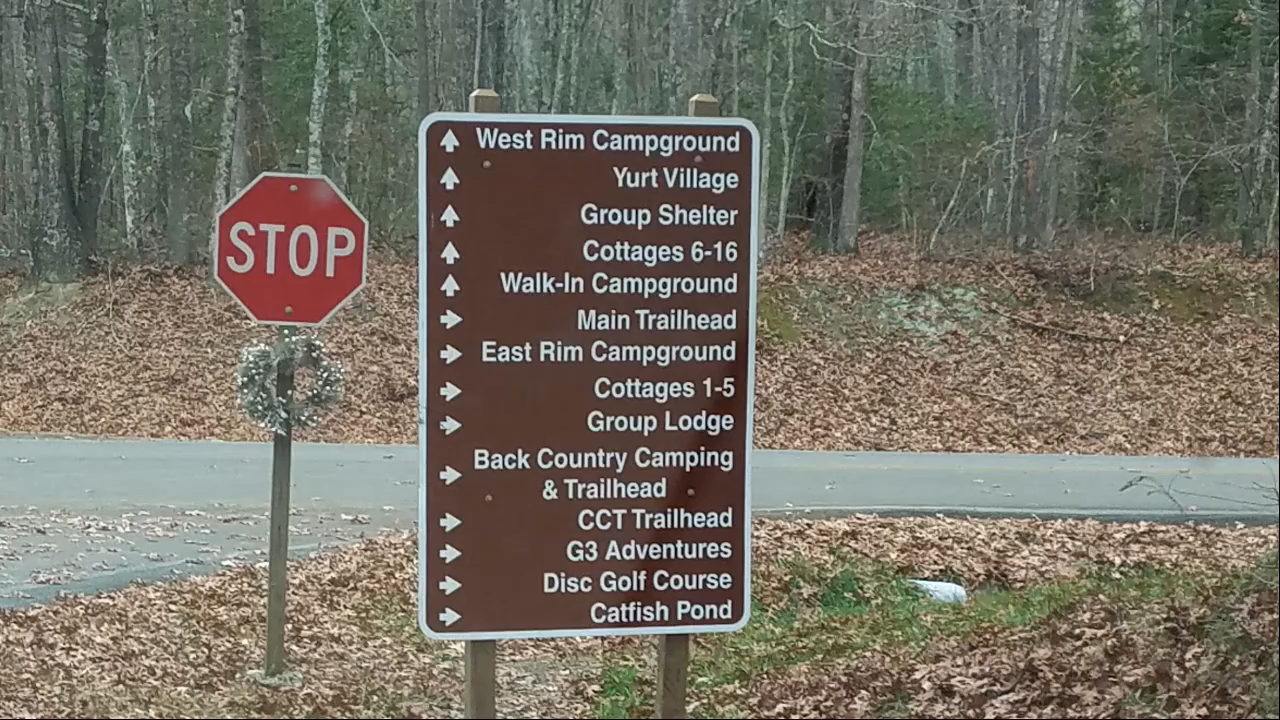 STOP
West Rim Campground
Yurt Village
Group Shelter
Cottages 6-16
Walk-In Campground
Main Trailhead
East Rim Campground
Cottages 1-5
Group Lodge
Back Country Camping
& Trailhead
CCT Trailhead
G3 Adventures
Disc Golf Course
Catfish Pond